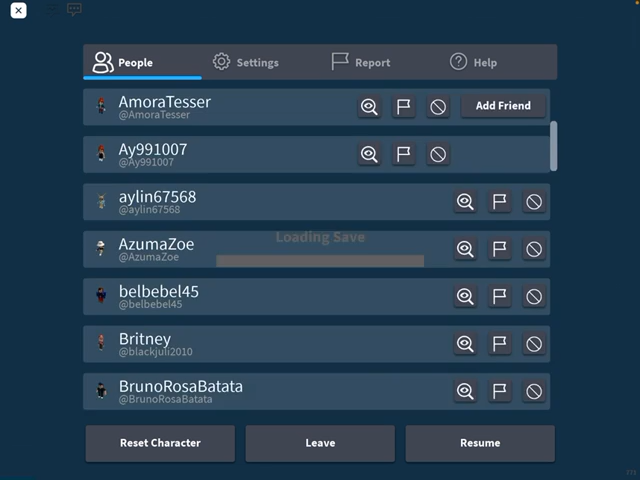 People
Settings
Report
Help
AmoraTesser
@AmoraTesser
Add Friend
Ay991007
@Ay991007
aylin67568
@aylin67568
Loading Save
AzumaZoe
@AzumaZoe
belbebel45
@belbebel45
Britney
@blackjuli2010
BrunoRosaBatata
@BrunoRosaBatata
Reset Character
Leave
Resume